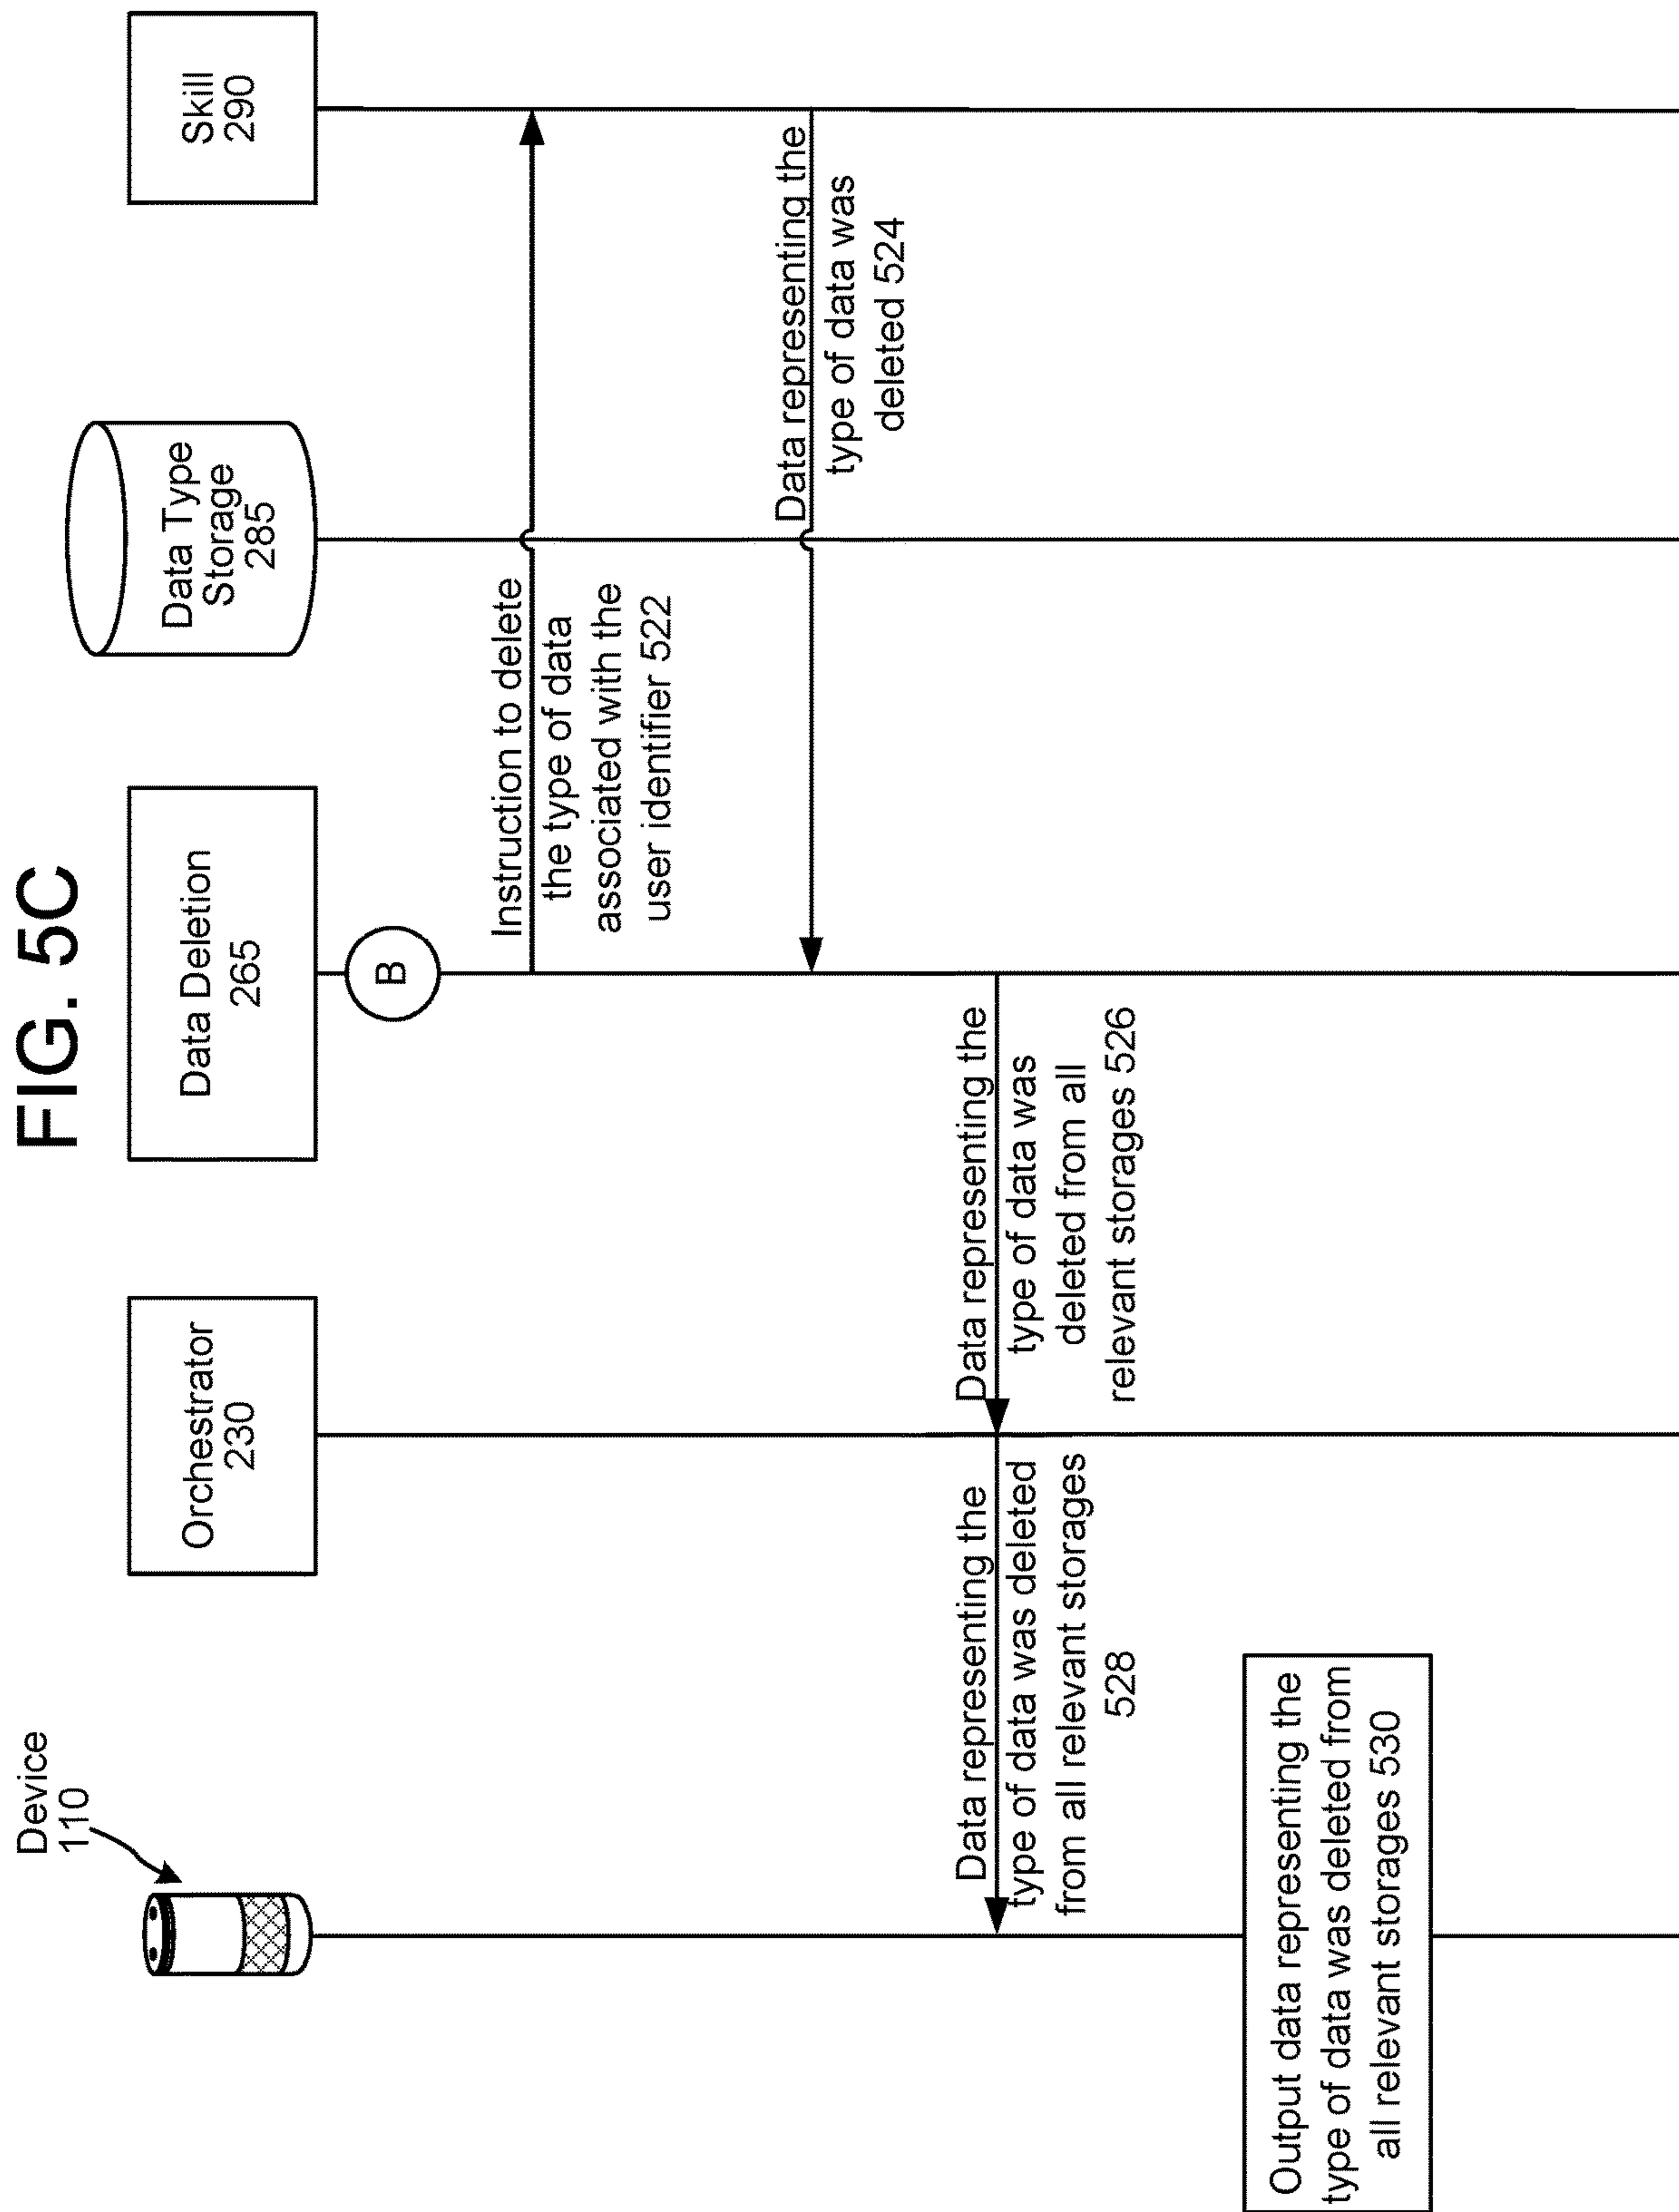 FIG. 5C
Device
110
Orchestrator
230
Data Deletion
265
Data Type
Storage
285
Skill
290
B
Instruction to delete
the type of data
associated with the
user identifier 522
Data representing the
type of data was
deleted 524
Data representing the
type of data was
deleted from all
relevant storages 526
Data representing the
type of data was deleted
from all relevant storages
528
Output data representing the
type of data was deleted from
all relevant storages 530